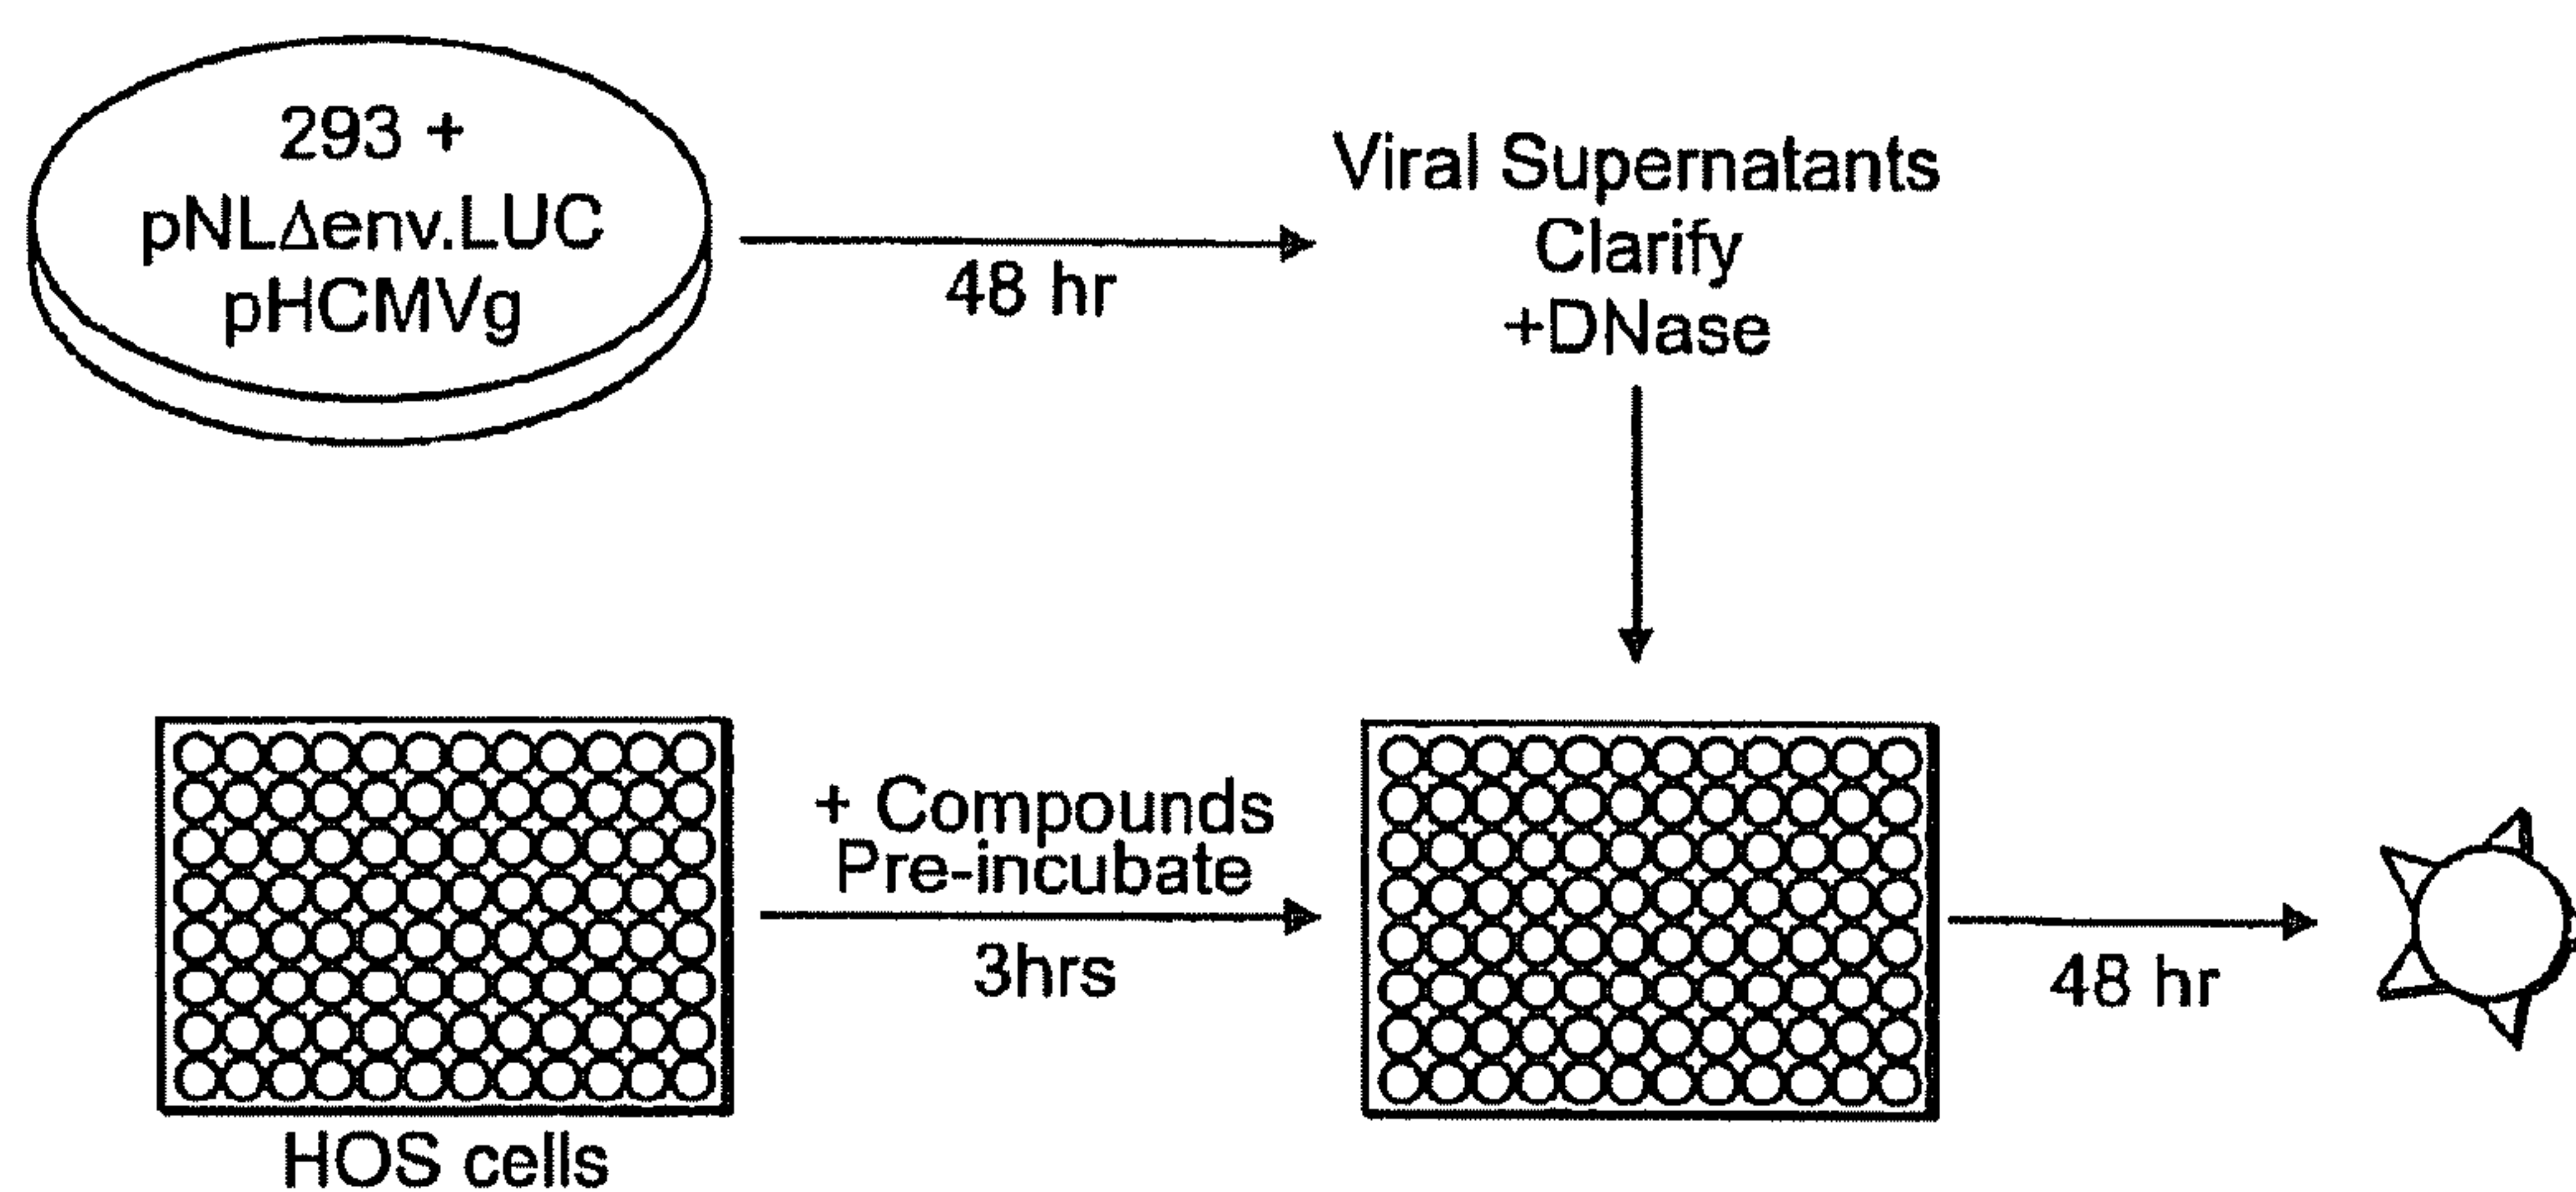 293 +
pNLΔenv.LUC
pHCMVg
48 hr
Viral Supernatants
Clarify
+DNase
HOS cells
+ Compounds
Pre-incubate
3hrs
48 hr